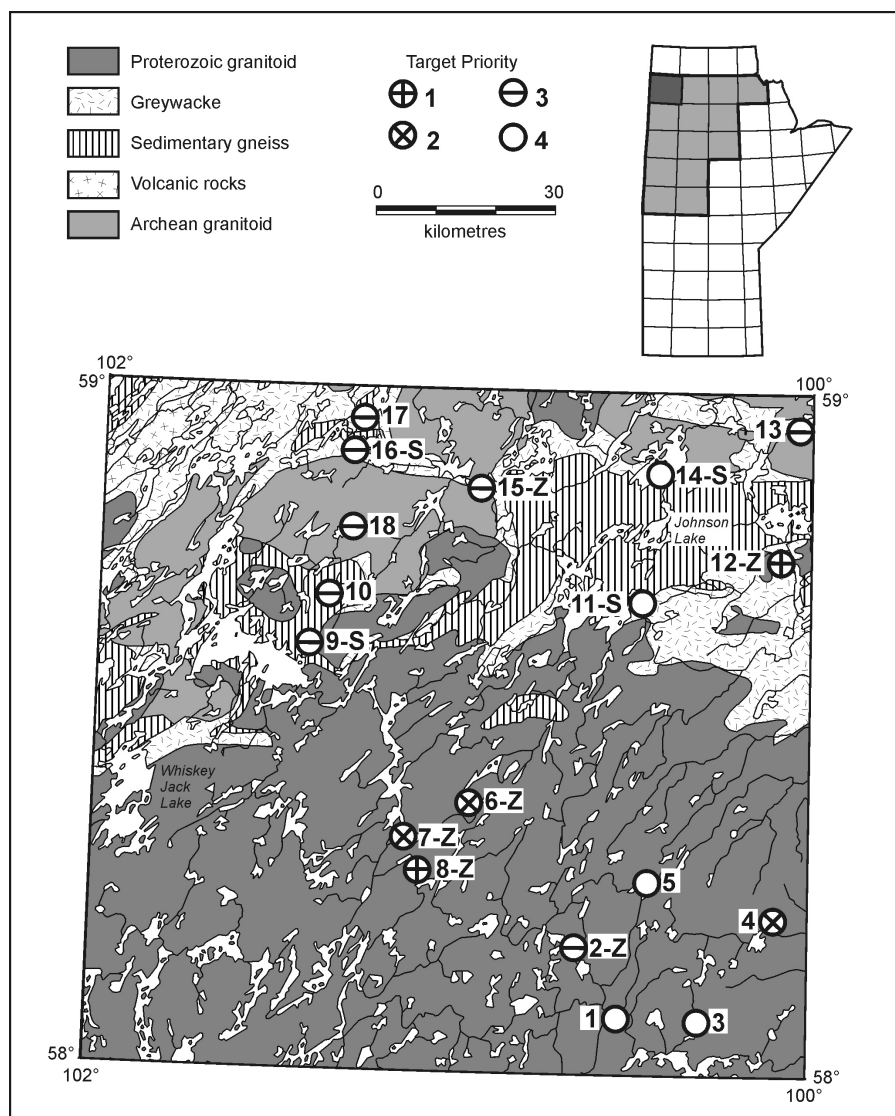 Proterozoic granitoid
Greywacke
Sedimentary gneiss
Volcanic rocks
Archean granitoid
Target Priority
1
3
2
4
0
30
kilometres
102°
59°
100°
59°
17
13
16-S
14-S
15-Z
18
Johnson
Lake
12-Z
10
11-S
9-S
Whiskey
Jack
Lake
6-Z
7-Z
8-Z
5
4
2-Z
1
3
58°
102°
58°
100°